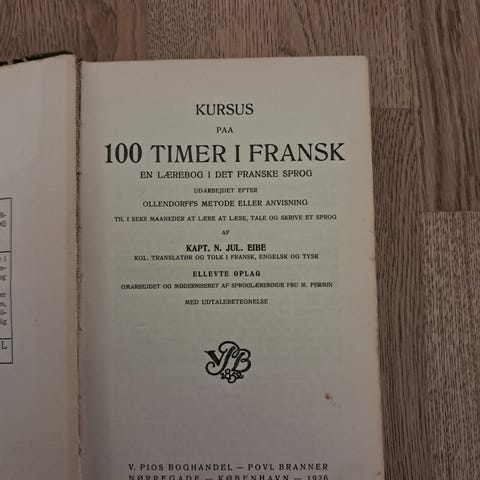 KURSUS
PAA
100 TIMER I FRANSK
EN LÆREBOG I DET FRANSKE SPROG
UDARBEJDET EFTER
OLLENDORFFS METODE ELLER ANVISNING
TIL I SEKS MAANEDER AT LÆRE AT LÆSE, TALE OG SKRIVE ET SPROG
AF
KAPT. N. JUL. EIBE
KGL. TRANSLATØR OG TOLK I FRANSK, ENGELSK OG TYSK
ELLEVTE OPLAG
OMARBEJDET OG MODERNISERET AF SPROGLÆRERINDE FRU M. PERMIN
MED UDTALEBETEGNELSE
VPB
1852
V. PIOS BOGHANDEL — POVL BRANNER
NØRREGADE — KØBENHAVN — 1926